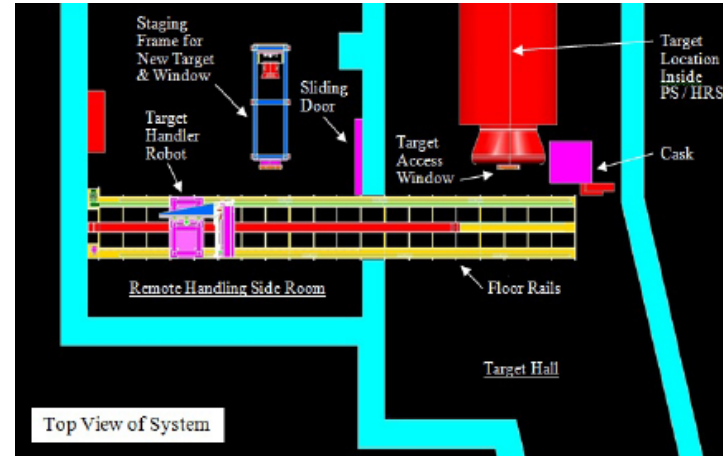 Staging
Frame for
New Target
& Window
Sliding
Door
Target
Handler
Robot
Target
Access
Window
Target
Location
Inside
PS / HRS
Cask
Remote Handling Side Room
Floor Rails
Target Hall
Top View of System